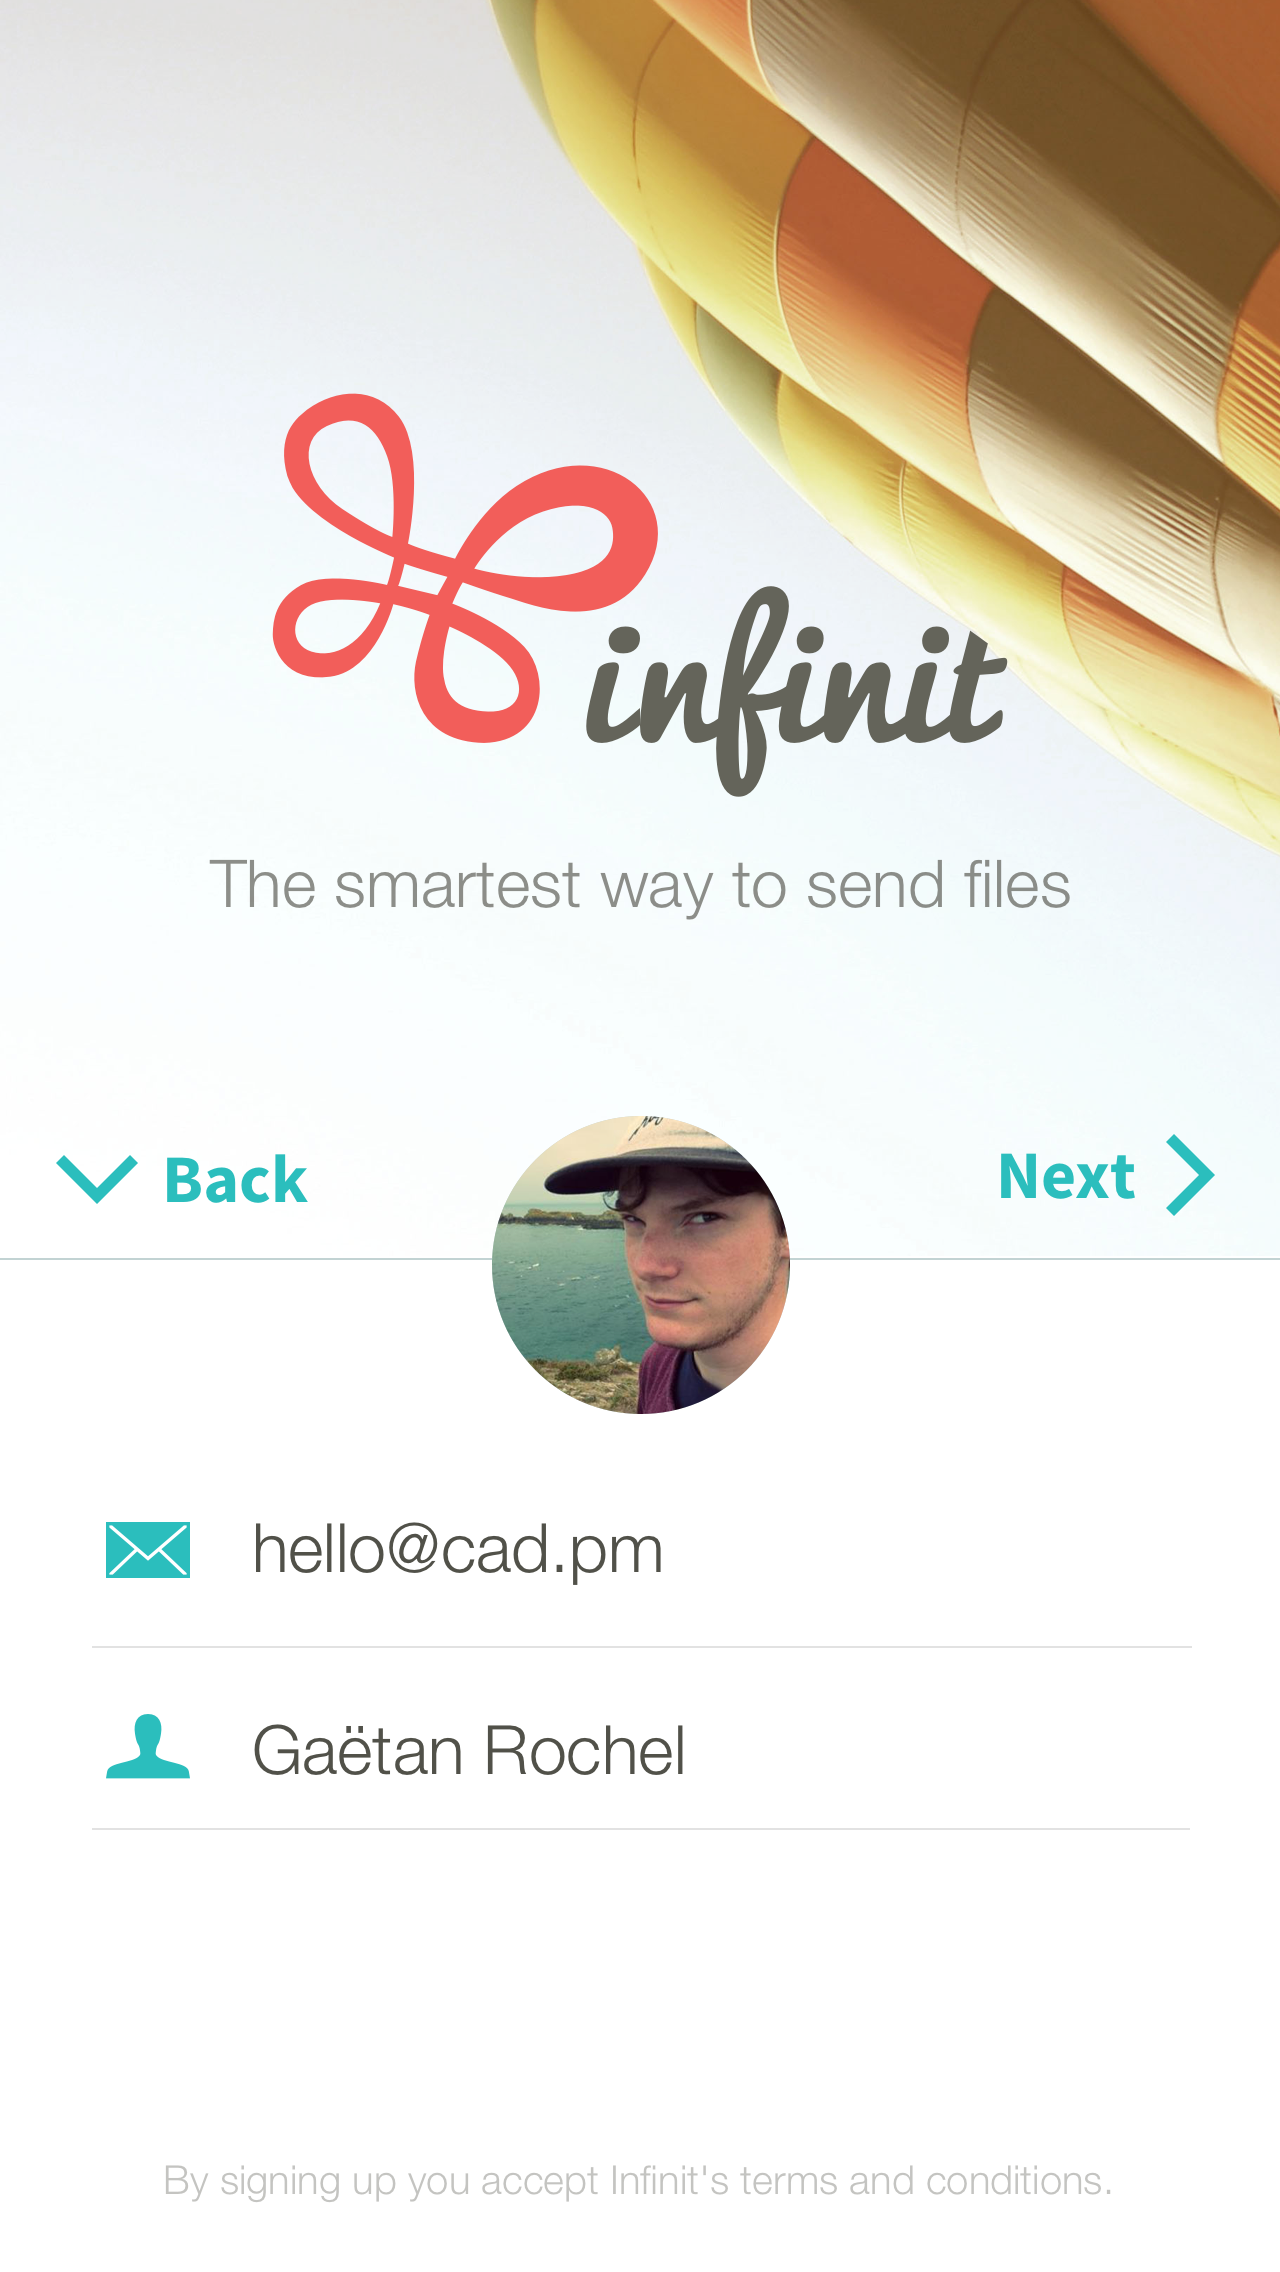 infinit
The smartest way to send files
Back
Next
hello@cad.pm
Gaëtan Rochel
By signing up you accept Infinit's terms and conditions.